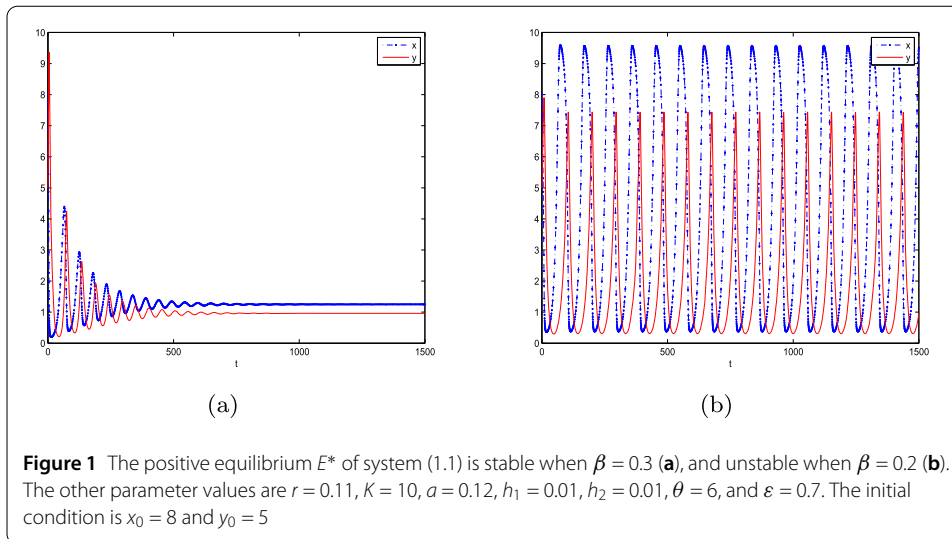 10
9
8
7
6
5
4
3
2
1
0
0
500
1000
1500
t
x
y
(a)
10
9
8
7
6
5
4
3
2
1
0
0
500
1000
1500
t
x
y
(b)
Figure 1 The positive equilibrium E* of system (1.1) is stable when β = 0.3 (a), and unstable when β = 0.2 (b).
The other parameter values are r = 0.11, K = 10, a = 0.12, h₁ = 0.01, h₂ = 0.01, θ = 6, and ε = 0.7. The initial
condition is x₀ = 8 and y₀ = 5